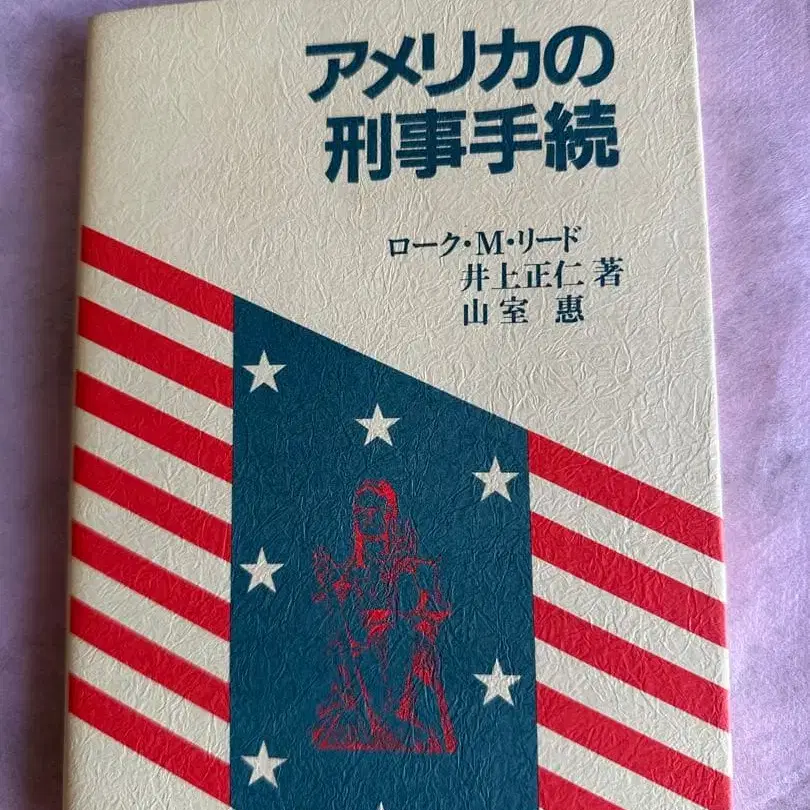 アメリカの
刑事手続
ローク・M・リード
井上正仁 著
山室 惠